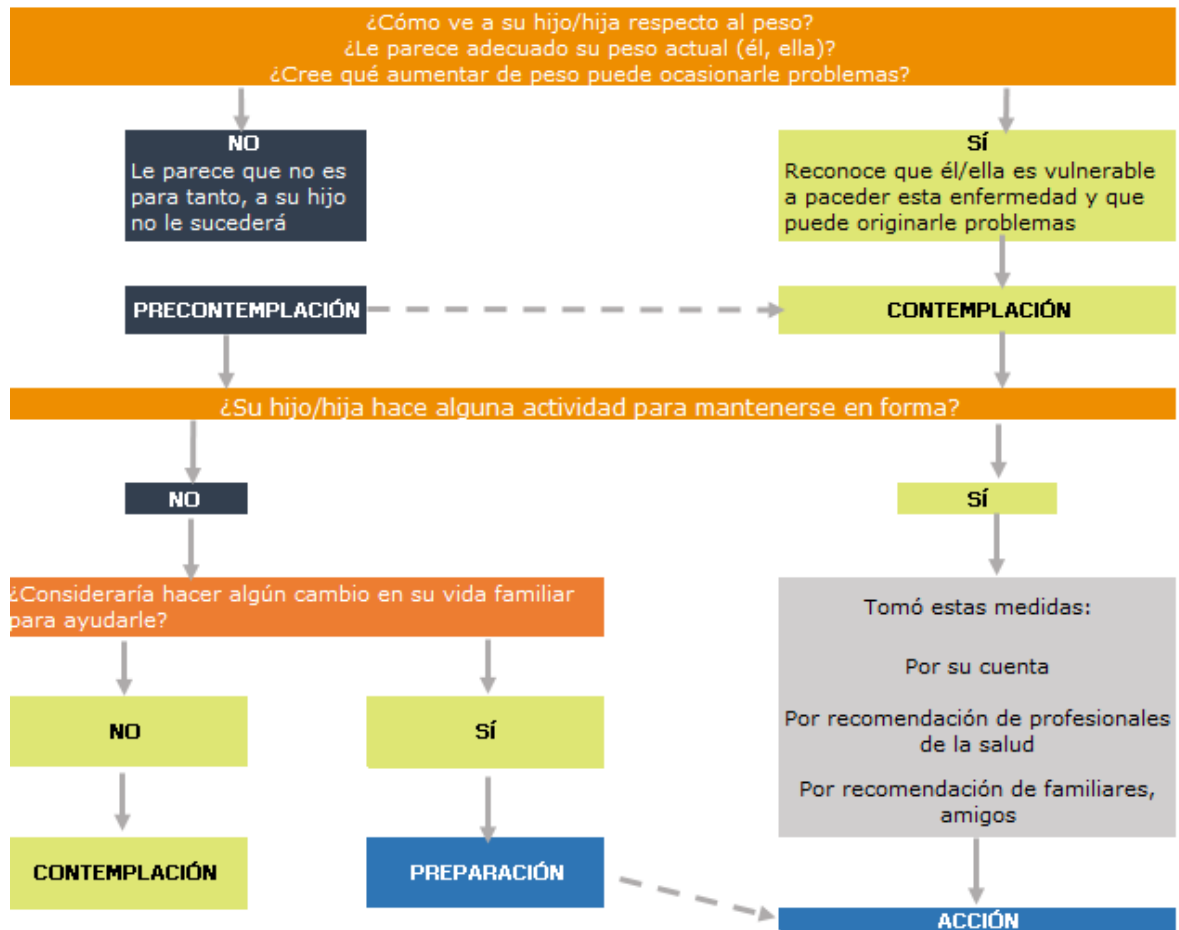 ¿Cómo ve a su hijo/hija respecto al peso?
¿Le parece adecuado su peso actual (él, ella)?
¿Cree qué aumentar de peso puede ocasionarle problemas?
NO
Le parece que no es
para tanto, a su hijo
no le sucederá
SÍ
Reconoce que él/ella es vulnerable
a paceder esta enfermedad y que
puede originarle problemas
PRECONTEMPLACIÓN
CONTEMPLACIÓN
¿Su hijo/hija hace alguna actividad para mantenerse en forma?
NO
SÍ
¿Consideraría hacer algún cambio en su vida familiar
para ayudarle?
Tomó estas medidas:
Por su cuenta
Por recomendación de profesionales
de la salud
Por recomendación de familiares,
amigos
NO
SÍ
CONTEMPLACIÓN
PREPARACIÓN
ACCIÓN